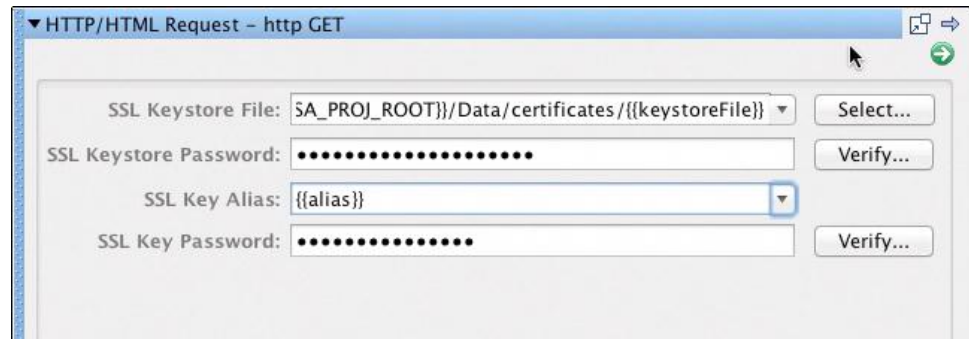 HTTP/HTML Request – http GET
SSL Keystore File: SA_PROJ_ROOT}}/Data/certificates/{{keystoreFile}} Select...
SSL Keystore Password: ••••••••••••••••••••• Verify...
SSL Key Alias: {{alias}}
SSL Key Password: ••••••••••••••• Verify...